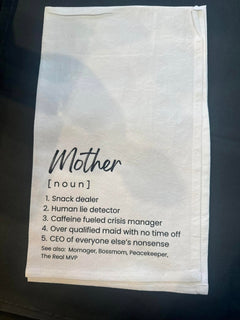 Mother
[noun]
1. Snack dealer
2. Human lie detector
3. Caffeine fueled crisis manager
4. Over qualified maid with no time off
5. CEO of everyone else's nonsense
See also: Momager, Bossmom, Peacekeeper,
The Real MVP